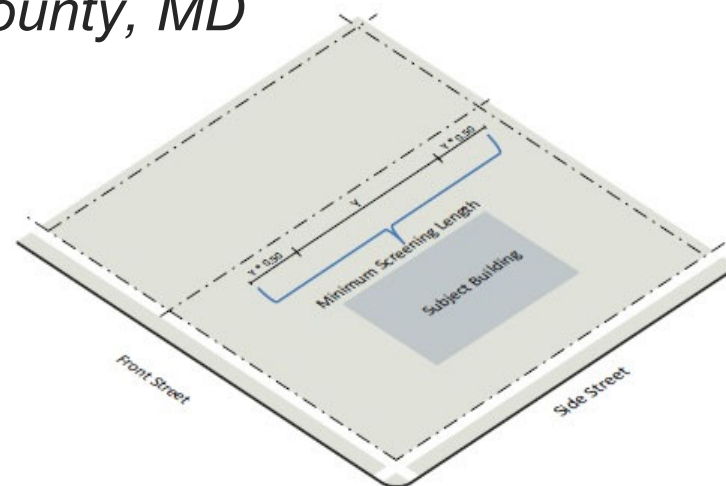 ounty, MD
Y * 0.50
Y
Y * 0.50
Minimum Screening Length
Subject Building
Front Street
Side Street